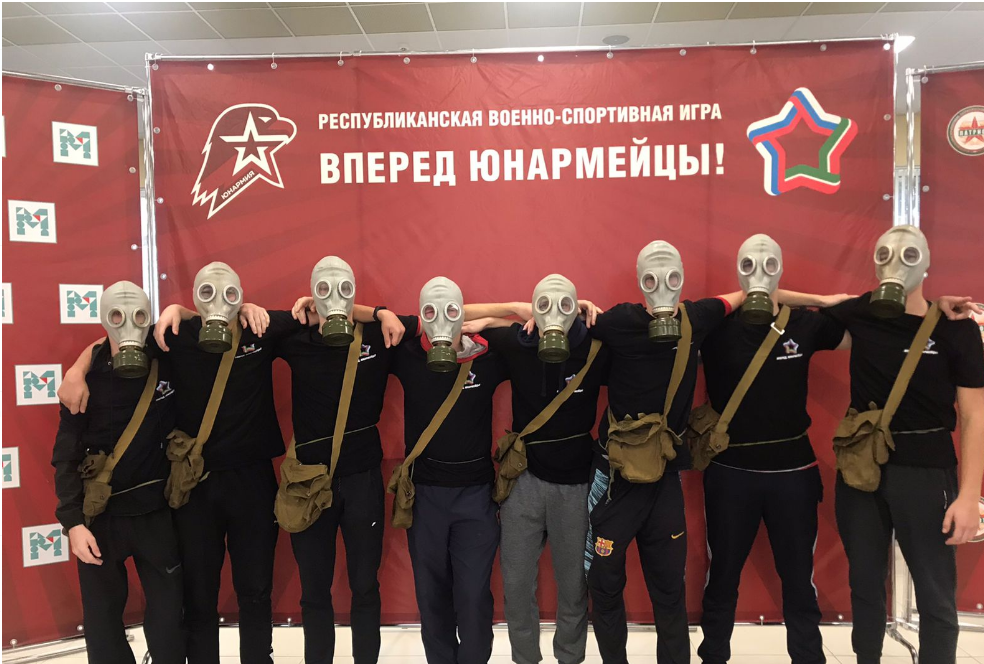 РЕСПУБЛИКАНСКАЯ ВОЕННО-СПОРТИВНАЯ ИГРА
ВПЕРЕД ЮНАРМЕЙЦЫ!
ЮНАРМИЯ